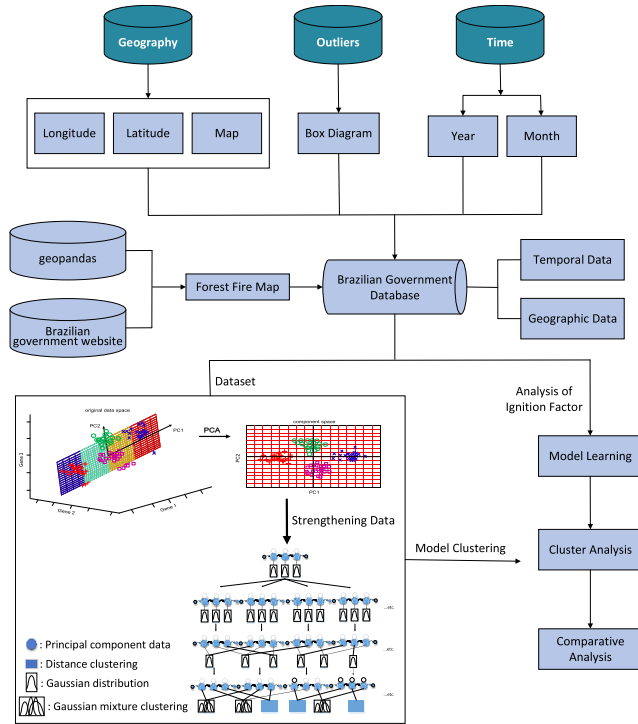 Geography
Outliers
Time
Longitude
Latitude
Map
Box Diagram
Year
Month
geopandas
Brazilian
government website
Forest Fire Map
Brazilian Government
Database
Temporal Data
Geographic Data
Dataset
Analysis of
Ignition Factor
original data space
PC2
PC1
Gene 3
Gene 2
Gene 1
PCA
component space
PC2
PC1
Strengthening Data
Model Clustering
Model Learning
Cluster Analysis
Comparative
Analysis
...etc.
...etc.
...etc.
: Principal component data
: Distance clustering
: Gaussian distribution
: Gaussian mixture clustering